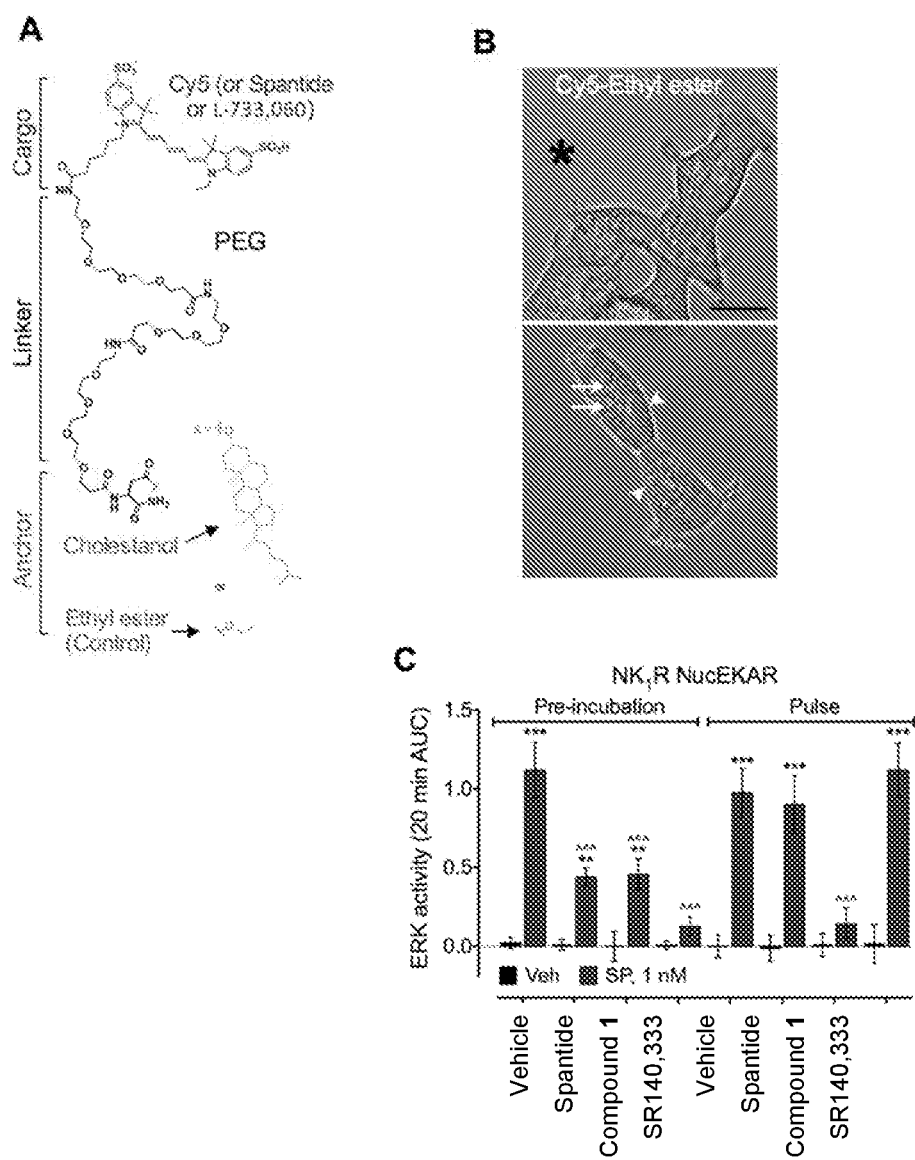 A
Cargo
Cy5 (or Spantide
or L-733,060)
Linker
PEG
Anchor
Cholestanol
Ethyl ester
(Control)
B
Cy5-Ethyl ester
*
C
NK1R NucEKAR
Pre-incubation
Pulse
ERK activity (20 min AUC)
1.5
1.0
0.5
0.0
***
^^^
**
^^^
**
^^^
***
***
^^^
***
Veh
SP, 1 nM
Vehicle
Spantide
Compound 1
SR140,333
Vehicle
Spantide
Compound 1
SR140,333